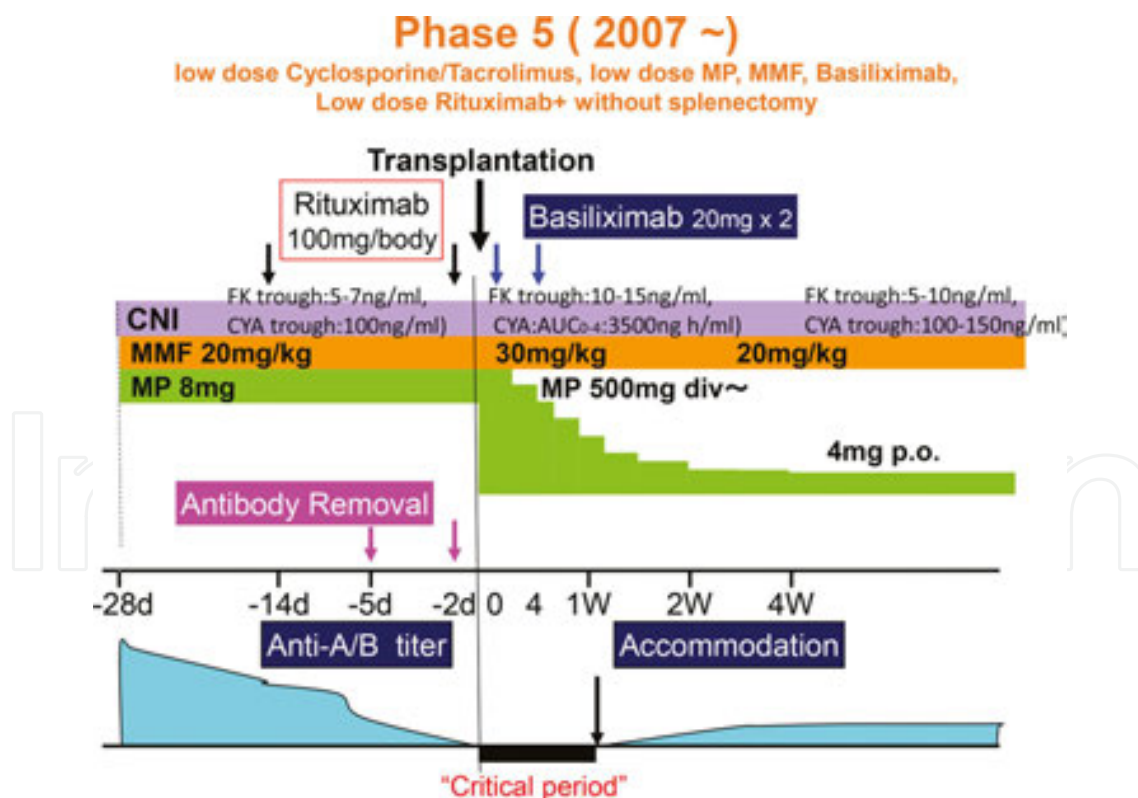 Phase 5 ( 2007 ~)
low dose Cyclosporine/Tacrolimus, low dose MP, MMF, Basiliximab,
Low dose Rituximab+ without splenectomy
Transplantation
Rituximab
100mg/body
Basiliximab 20mg x 2
CNI
FK trough:5-7ng/ml,
CYA trough:100ng/ml)
FK trough:10-15ng/ml,
CYA:AUC0-4:3500ng h/ml)
FK trough:5-10ng/ml,
CYA trough:100-150ng/ml)
MMF 20mg/kg
30mg/kg
20mg/kg
MP 8mg
MP 500mg div~
4mg p.o.
Antibody Removal
-28d -14d -5d -2d 0 4 1W 2W 4W
Anti-A/B titer
Accommodation
"Critical period"